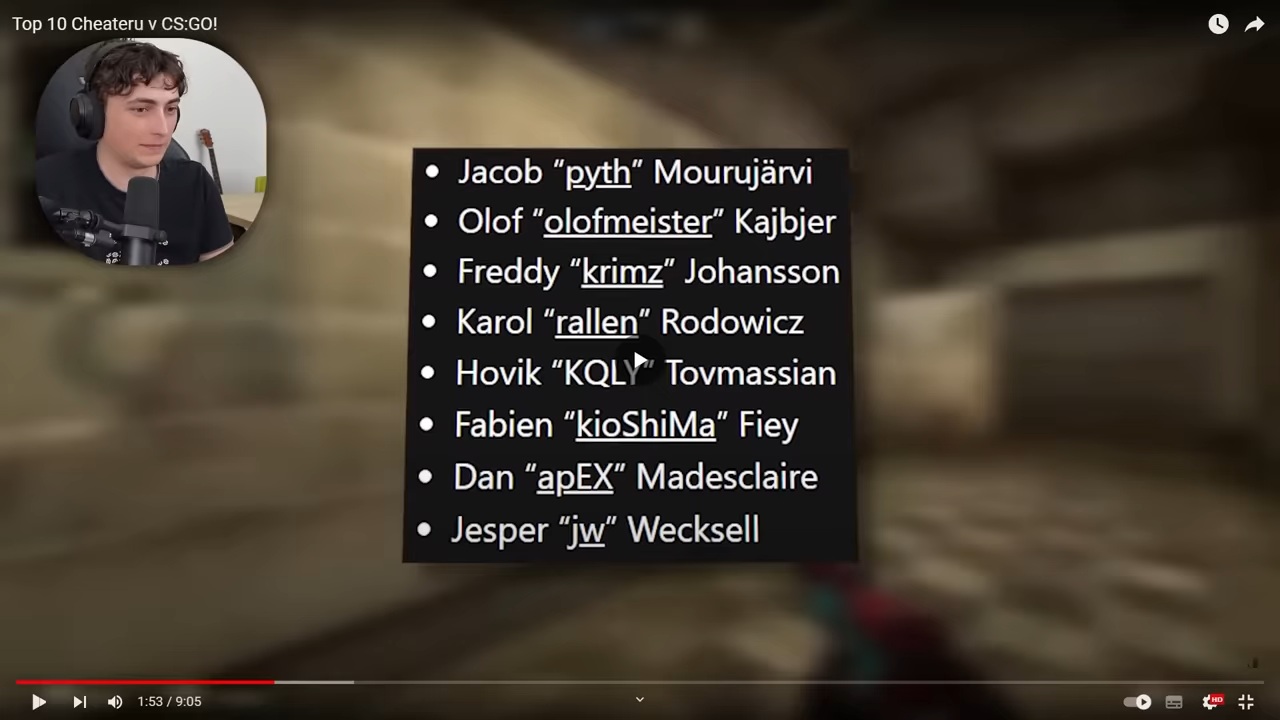 Top 10 Cheateru v CS:GO!
Jacob “pyth” Mourujärvi
Olof “olofmeister” Kajbjer
Freddy “krimz” Johansson
Karol “rallen” Rodowicz
Hovik “KQLY” Tovmassian
Fabien “kioShiMa” Fiey
Dan “apEX” Madesclaire
Jesper “jw” Wecksell
1:53 / 9:05
HD